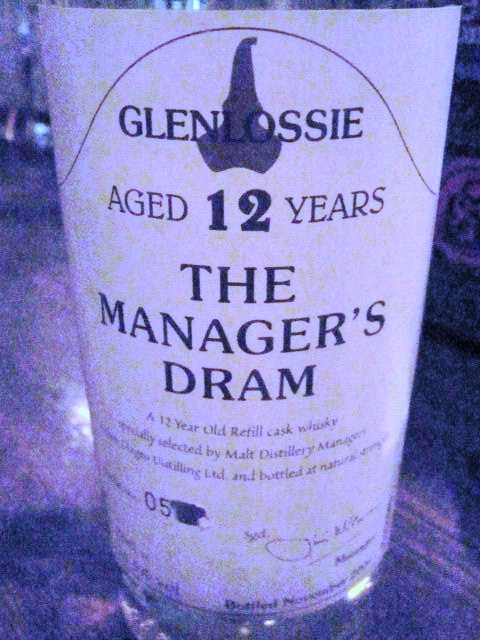 GLENLOSSIE
AGED 12 YEARS
THE
MANAGER'S
DRAM
A 12 Year Old Refill cask whisky
specially selected by Malt Distillery Managers
Distilling Ltd. and bottled at natural
05
Sgd.
Manager
Bottled November